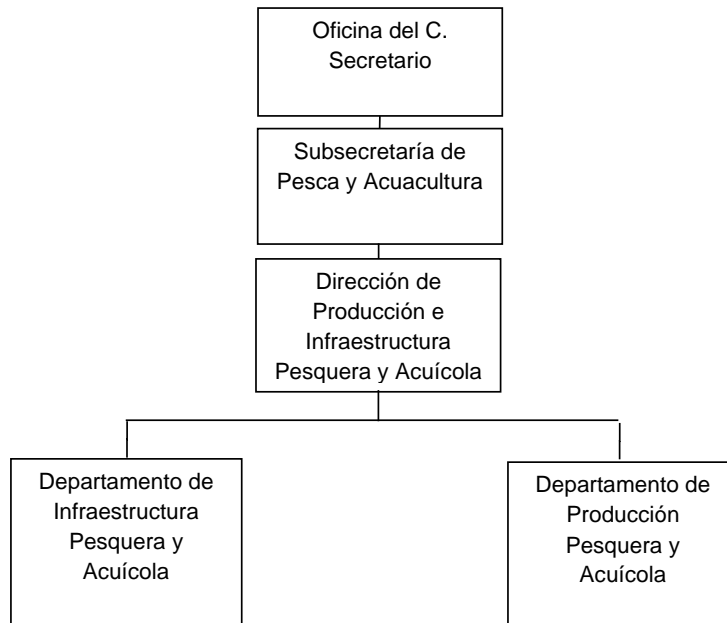 Oficina del C.
Secretario
Subsecretaría de
Pesca y Acuacultura
Dirección de
Producción e
Infraestructura
Pesquera y Acuícola
Departamento de
Infraestructura
Pesquera y
Acuícola
Departamento de
Producción
Pesquera y
Acuícola